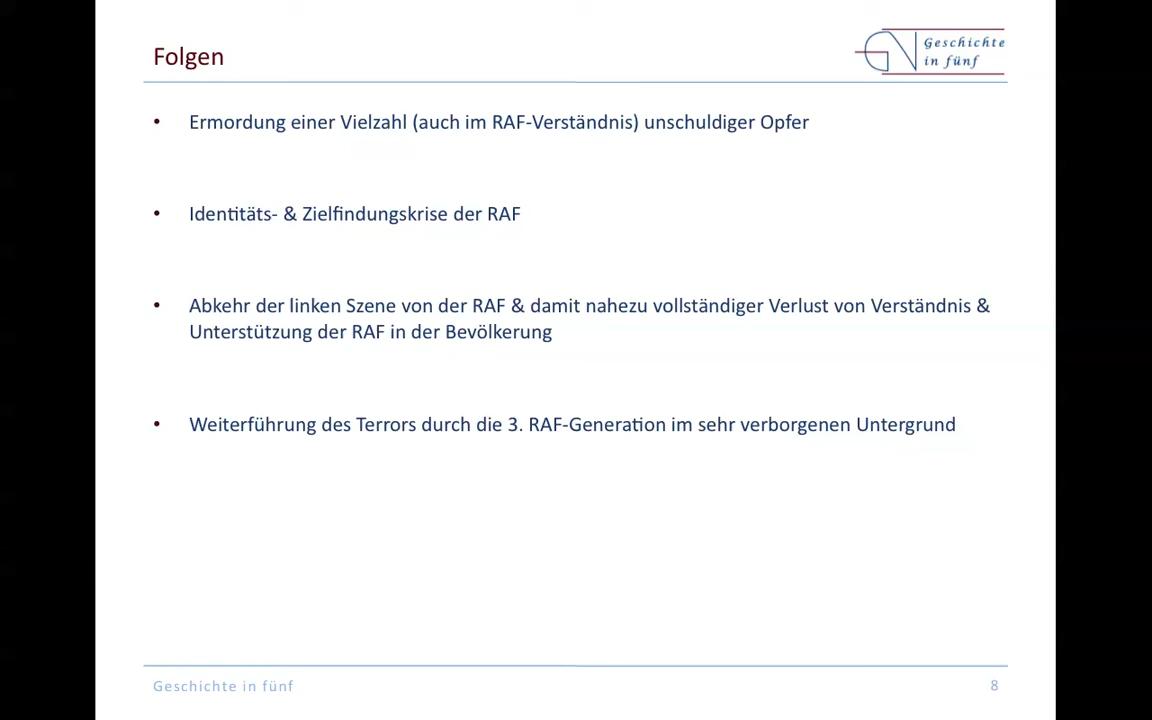 Folgen
Geschichte
in fünf
• Ermordung einer Vielzahl (auch im RAF-Verständnis) unschuldiger Opfer
• Identitäts- & Zielfindungskrise der RAF
• Abkehr der linken Szene von der RAF & damit nahezu vollständiger Verlust von Verständnis &
Unterstützung der RAF in der Bevölkerung
• Weiterführung des Terrors durch die 3. RAF-Generation im sehr verborgenen Untergrund
Geschichte in fünf
8